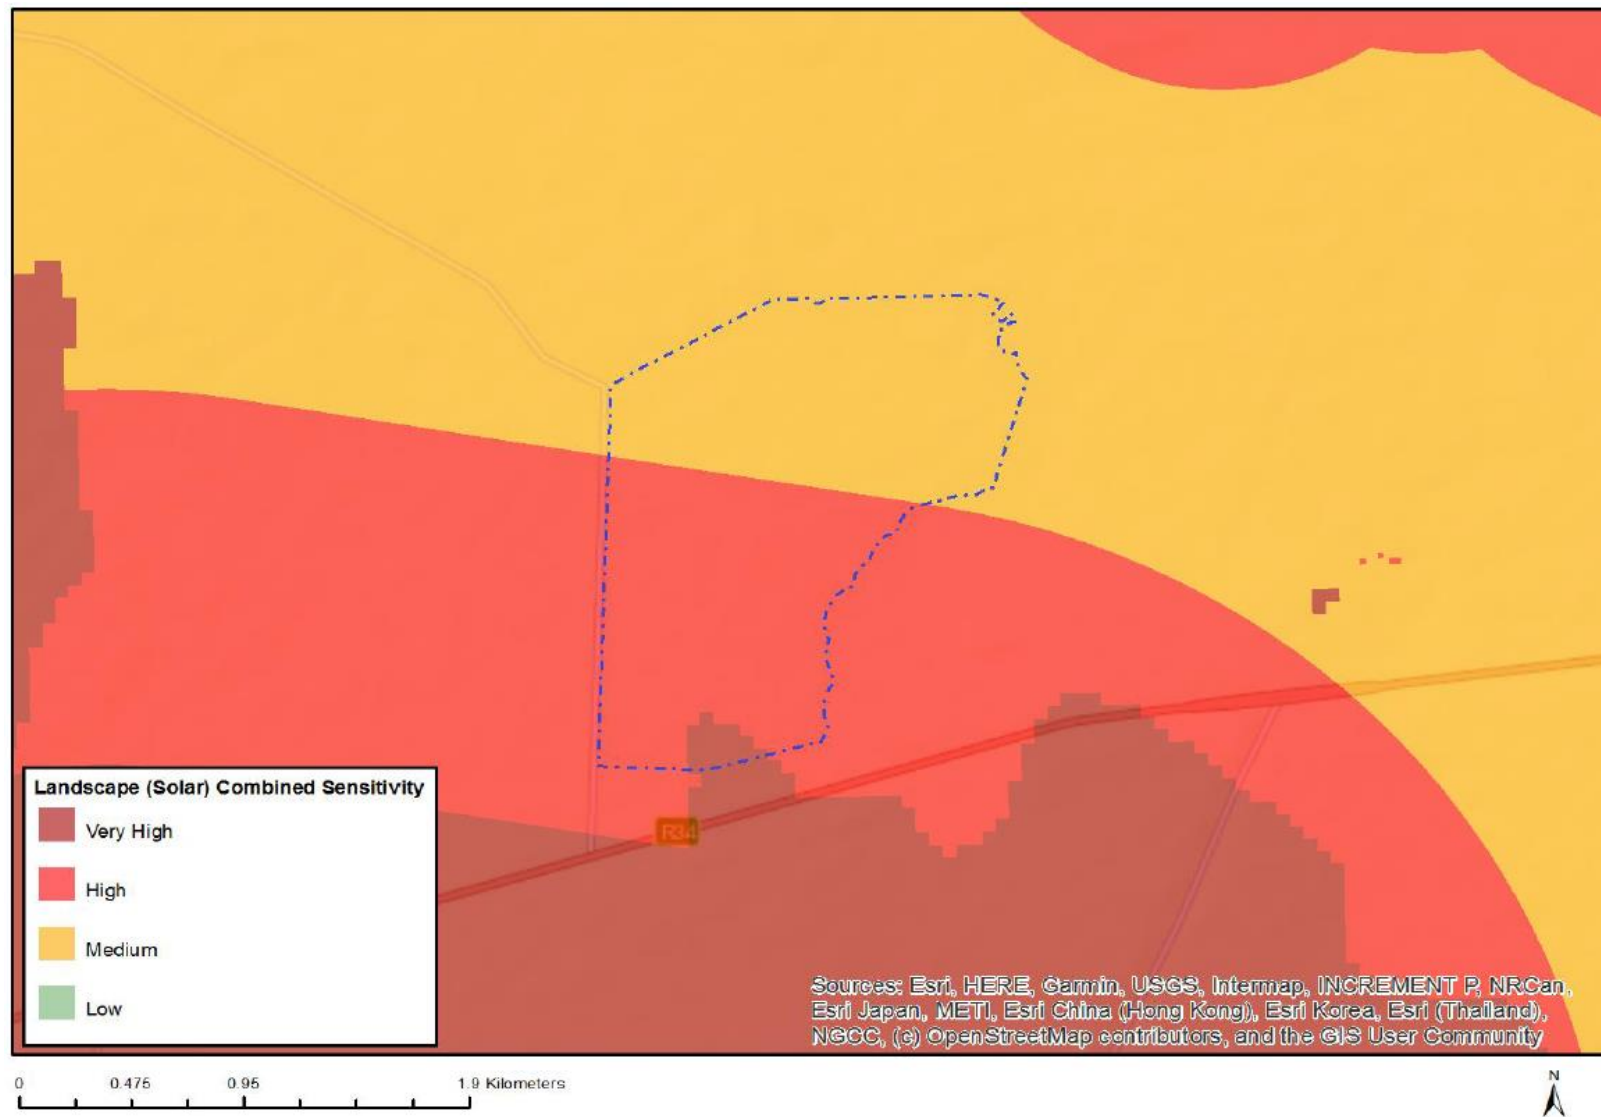 R34
Landscape (Solar) Combined Sensitivity
Very High
High
Medium
Low
Sources: Esri, HERE, Garmin, USGS, Intermap, INCREMENT P, NRCan,
Esri Japan, METI, Esri China (Hong Kong), Esri Korea, Esri (Thailand),
NGCC, (c) OpenStreetMap contributors, and the GIS User Community
0 0.475 0.95 1.9 Kilometers
N